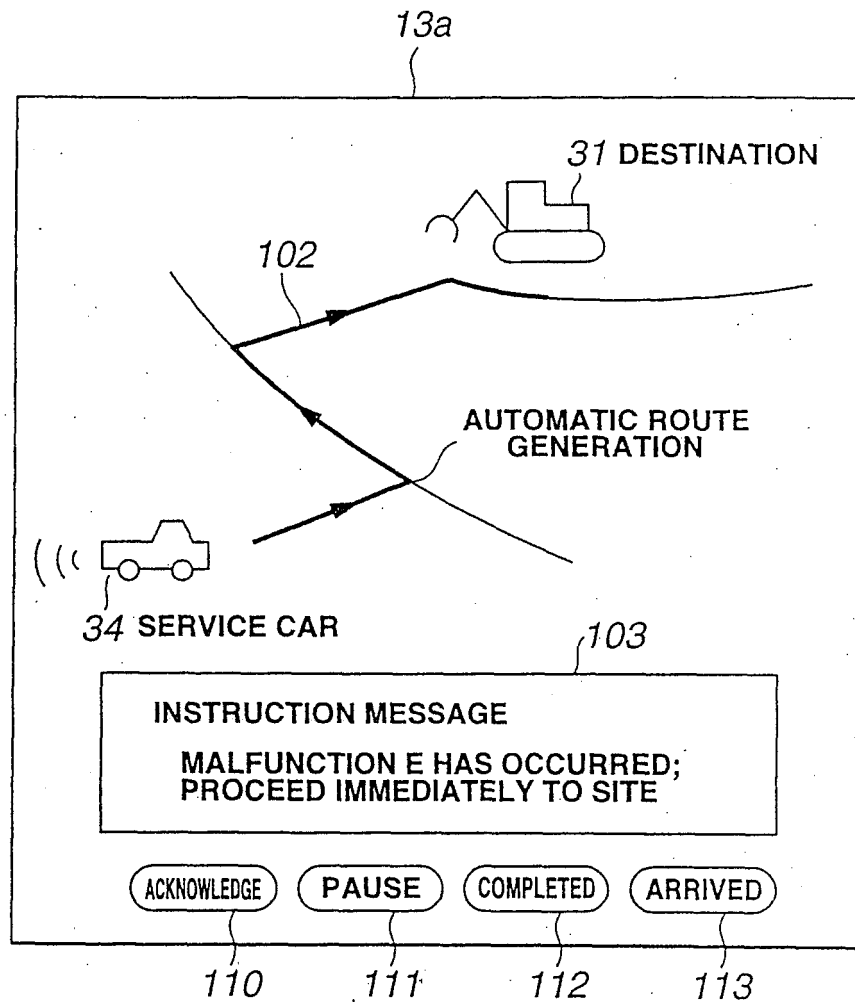 13a
31 DESTINATION
102
AUTOMATIC ROUTE
GENERATION
34 SERVICE CAR
103
INSTRUCTION MESSAGE
MALFUNCTION E HAS OCCURRED;
PROCEED IMMEDIATELY TO SITE
ACKNOWLEDGE PAUSE COMPLETED ARRIVED
110 111 112 113